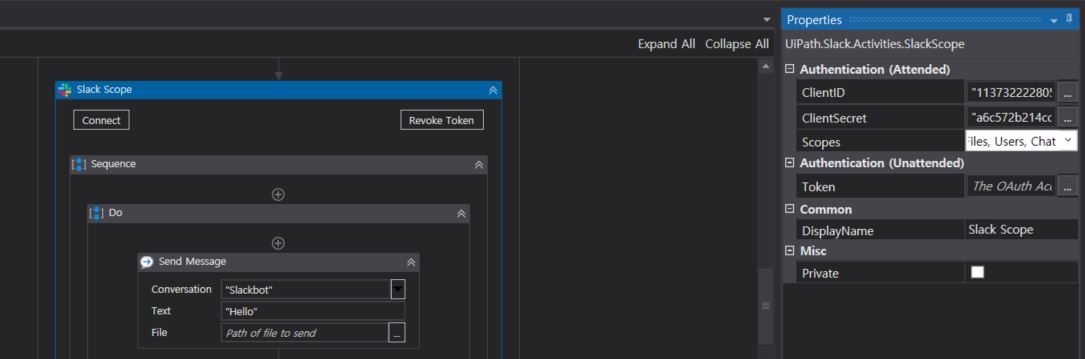 Properties
Expand All Collapse All
UiPath.Slack.Activities.SlackScope
Slack Scope
Connect
Revoke Token
Sequence
Do
Send Message
Conversation "Slackbot"
Text "Hello"
File Path of file to send ...
Authentication (Attended)
ClientID "11373222280 ...
ClientSecret "a6c572b214cc ...
Scopes Files, Users, Chat
Authentication (Unattended)
Token The OAuth Acc ...
Common
DisplayName Slack Scope
Misc
Private